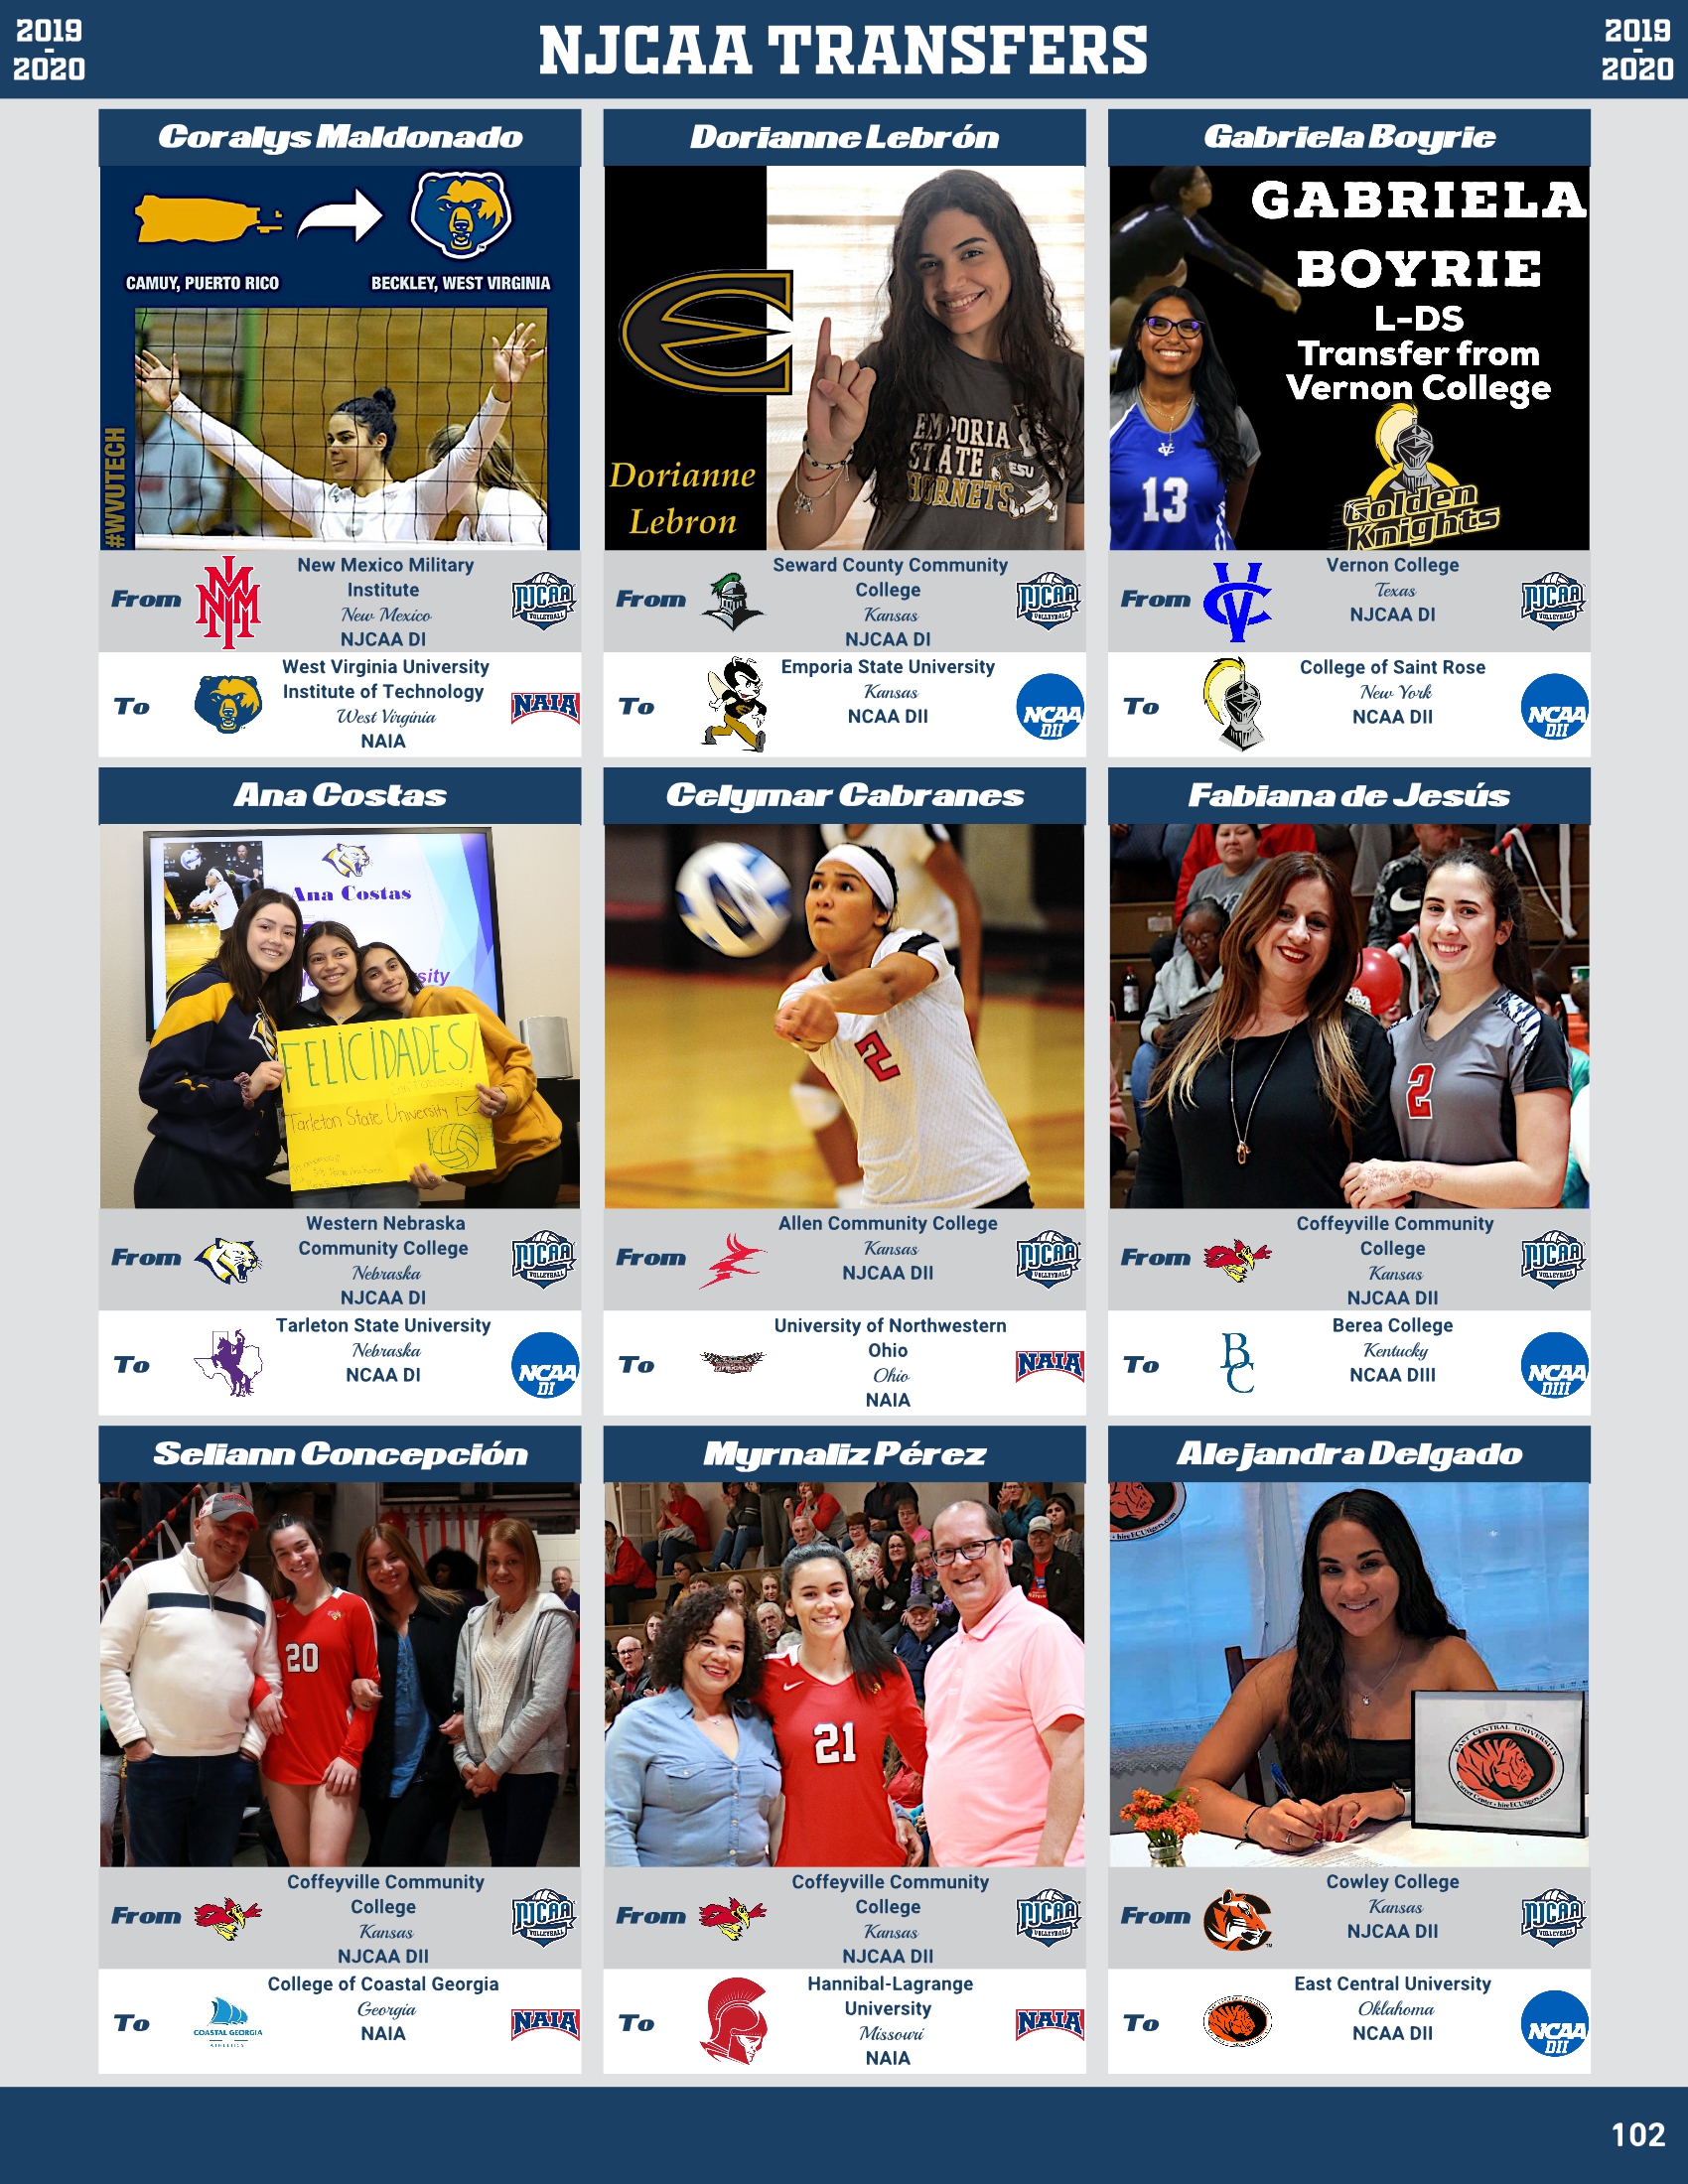 2019
-
2020
NJCAA TRANSFERS
2019
-
2020
Coralys Maldonado
CAMUY, PUERTO RICO
BECKLEY, WEST VIRGINIA
#WVUTECH
From
New Mexico Military
Institute
New Mexico
NJCAA DI
NJCAA
VOLLEYBALL
To
West Virginia University
Institute of Technology
West Virginia
NAIA
NAIA
Dorianne Lebrón
Dorianne
Lebron
EMPORIA
STATE
ESU
HORNETS
From
Seward County Community
College
Kansas
NJCAA DI
NJCAA
VOLLEYBALL
To
Emporia State University
Kansas
NCAA DII
NCAA
DII
Gabriela Boyrie
GABRIELA
BOYRIE
L-DS
Transfer from
Vernon College
VC
13
Golden
Knights
From
Vernon College
Texas
NJCAA DI
NJCAA
VOLLEYBALL
To
College of Saint Rose
New York
NCAA DII
NCAA
DII
Ana Costas
Ana Costas
sity
FELICIDADES!
Tarleton State University
From
Western Nebraska
Community College
Nebraska
NJCAA DI
NJCAA
VOLLEYBALL
To
Tarleton State University
Nebraska
NCAA DI
NCAA
DI
Celymar Cabranes
2
From
Allen Community College
Kansas
NJCAA DII
NJCAA
VOLLEYBALL
To
University of Northwestern
Ohio
Ohio
NAIA
NAIA
Fabiana de Jesús
2
From
Coffeyville Community
College
Kansas
NJCAA DII
NJCAA
VOLLEYBALL
To
BC
Berea College
Kentucky
NCAA DIII
NCAA
DIII
Seliann Concepción
20
From
Coffeyville Community
College
Kansas
NJCAA DII
NJCAA
VOLLEYBALL
To
COASTAL GEORGIA
College of Coastal Georgia
Georgia
NAIA
NAIA
Myrnaliz Pérez
21
From
Coffeyville Community
College
Kansas
NJCAA DII
NJCAA
VOLLEYBALL
To
Hannibal-Lagrange
University
Missouri
NAIA
NAIA
Alejandra Delgado
• hireECUtigers.com
EAST CENTRAL UNIVERSITY
Career Center • hireECUtigers.com
From
Cowley College
Kansas
NJCAA DII
NJCAA
VOLLEYBALL
To
East Central University
Oklahoma
NCAA DII
NCAA
DII
102